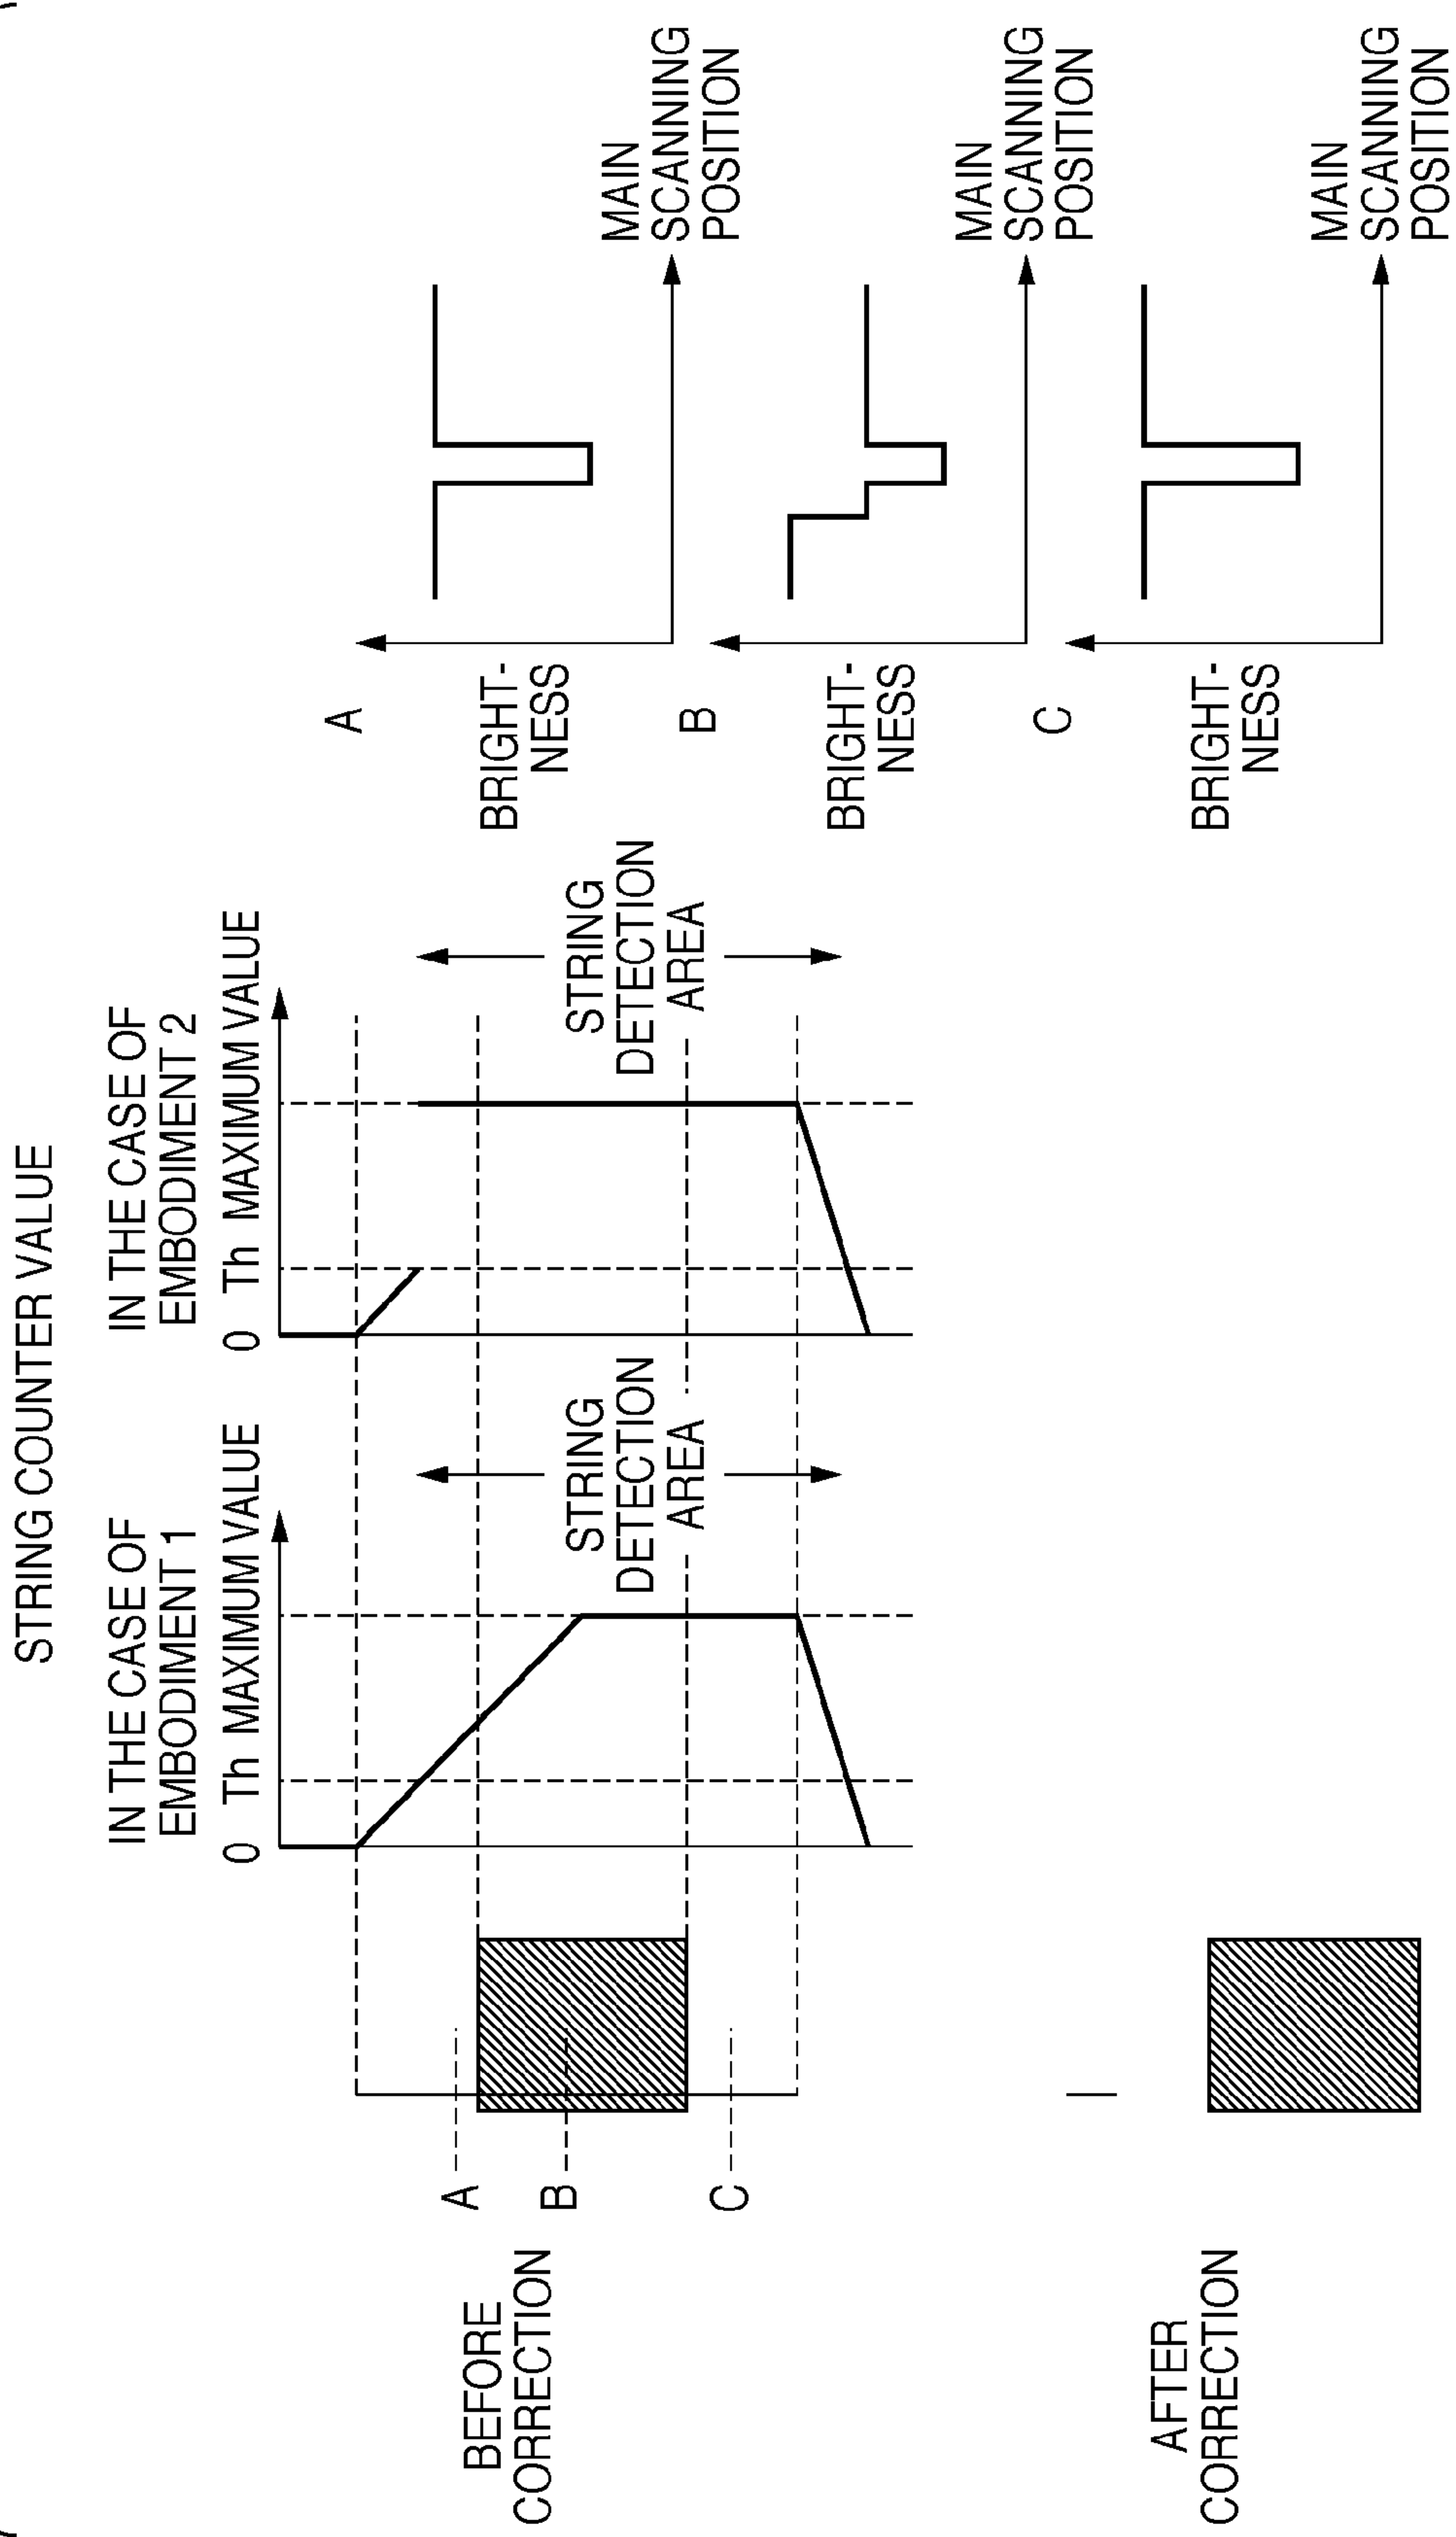 STRING COUNTER VALUE
IN THE CASE OF
EMBODIMENT 1
0 Th MAXIMUM VALUE
IN THE CASE OF
EMBODIMENT 2
0 Th MAXIMUM VALUE
BEFORE
CORRECTION
A
B
C
STRING
DETECTION
AREA
STRING
DETECTION
AREA
A
BRIGHT-
NESS
MAIN
SCANNING
POSITION
B
BRIGHT-
NESS
MAIN
SCANNING
POSITION
C
BRIGHT-
NESS
MAIN
SCANNING
POSITION
AFTER
CORRECTION